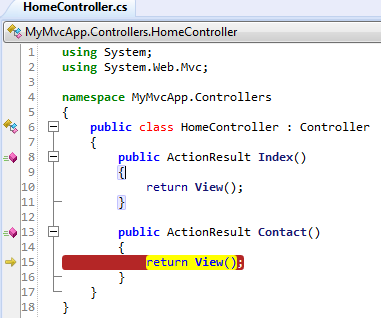 HomeController.cs
MyMvcApp.Controllers.HomeController
1 using System;
2 using System.Web.Mvc;
3
4 namespace MyMvcApp.Controllers
5 {
6 public class HomeController : Controller
7 {
8 public ActionResult Index()
9 {
10 return View();
11 }
12
13 public ActionResult Contact()
14 {
15 return View();
16 }
17 }
18 }